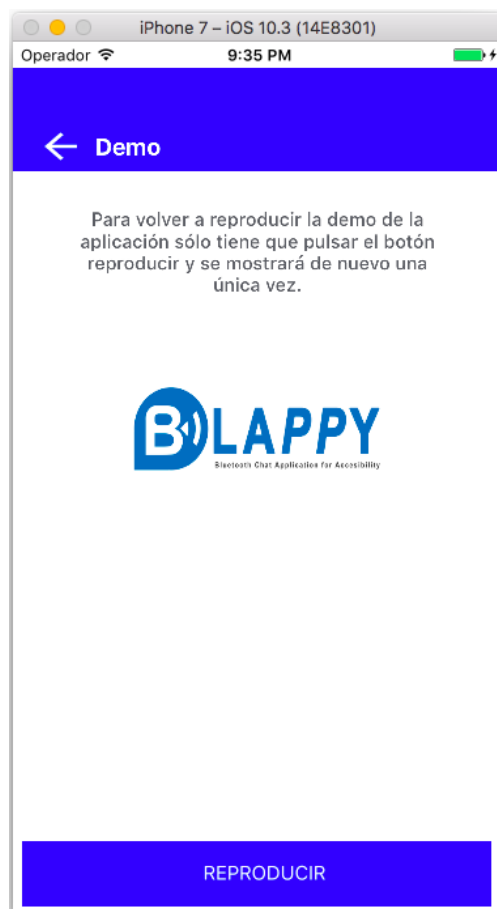 iPhone 7 – iOS 10.3 (14E8301)
Operador 9:35 PM
Demo
Para volver a reproducir la demo de la
aplicación sólo tiene que pulsar el botón
reproducir y se mostrará de nuevo una
única vez.
BLAPPY
Bluetooth Chat Application for Accesibility
REPRODUCIR